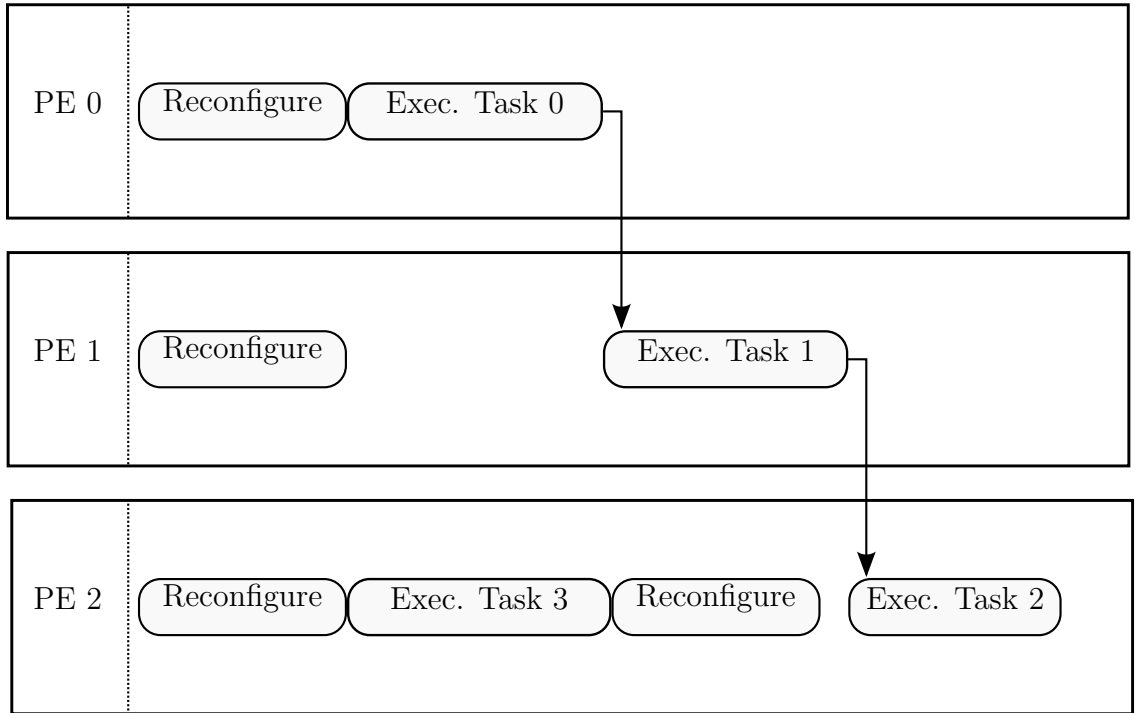 PE 0
Reconfigure
Exec. Task 0
PE 1
Reconfigure
Exec. Task 1
PE 2
Reconfigure
Exec. Task 3
Reconfigure
Exec. Task 2